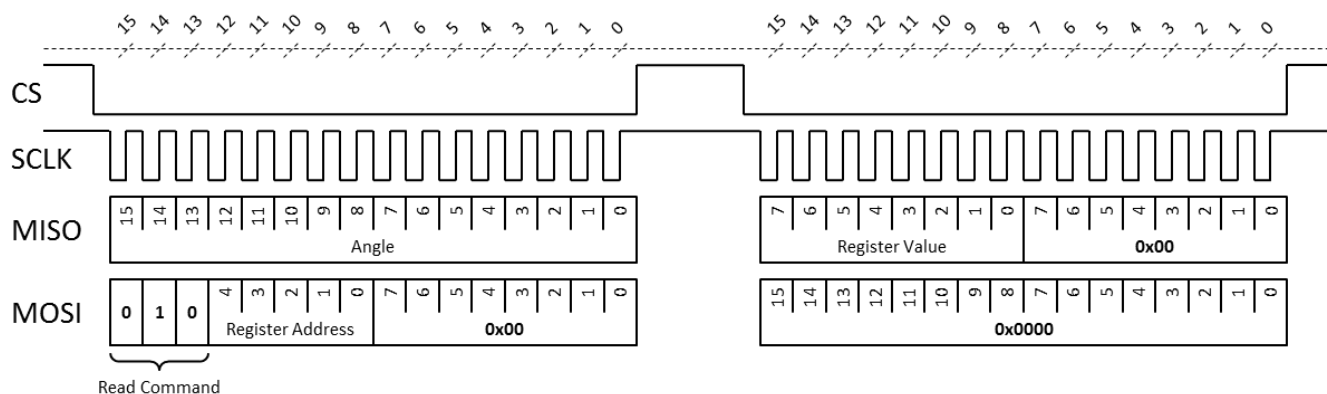 15 14 13 12 11 10 9 8 7 6 5 4 3 2 1 0 15 14 13 12 11 10 9 8 7 6 5 4 3 2 1 0
CS
SCLK
MISO 15 14 13 12 11 10 9 8 7 6 5 4 3 2 1 0 7 6 5 4 3 2 1 0 7 6 5 4 3 2 1 0
Angle Register Value 0x00
MOSI 0 1 0 4 3 2 1 0 7 6 5 4 3 2 1 0 15 14 13 12 11 10 9 8 7 6 5 4 3 2 1 0
Register Address 0x00 0x0000
Read Command